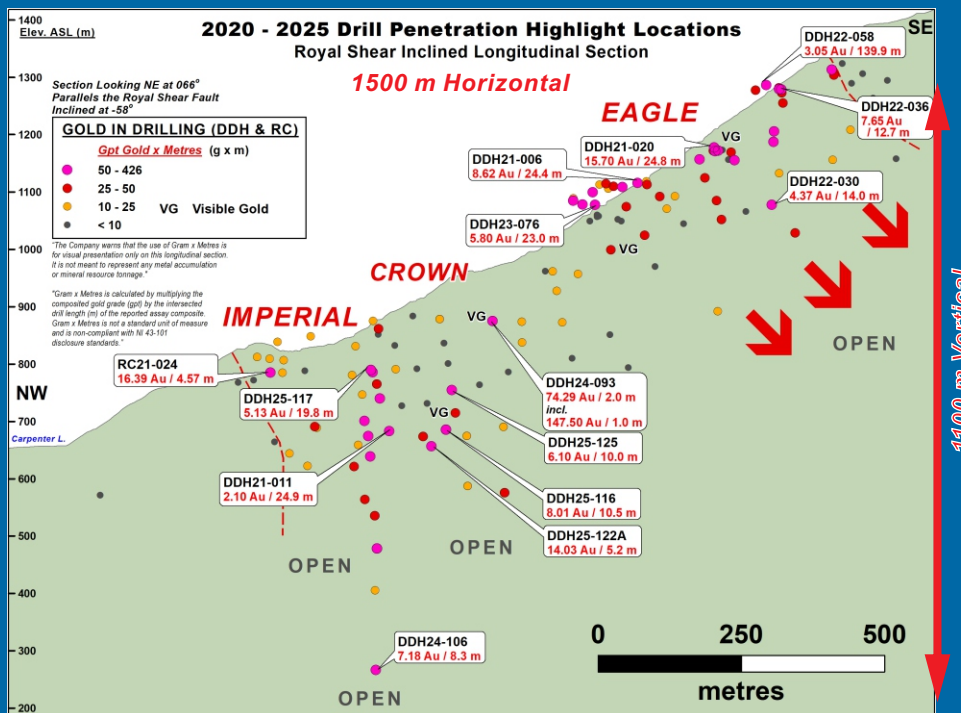 2020 - 2025 Drill Penetration Highlight Locations
Royal Shear Inclined Longitudinal Section
1500 m Horizontal
SE
1400
Elev. ASL (m)
1300
1200
1100
1000
900
800
700
600
500
400
300
200
Section Looking NE at 066°
Parallels the Royal Shear Fault
Inclined at -58°
GOLD IN DRILLING (DDH & RC)
Gpt Gold x Metres (g x m)
50 - 426
25 - 50
10 - 25 VG Visible Gold
< 10
"The Company warns that the use of Gram x Metres is
for visual presentation only on this longitudinal section.
It is not meant to represent any metal accumulation
or mineral resource tonnage."
"Gram x Metres is calculated by multiplying the
composited gold grade (gpt) by the intersected
drill length (m) of the reported assay composite.
Gram x Metres is not a standard unit of measure
and is non-compliant with NI 43-101
disclosure standards."
DDH22-058
3.05 Au / 139.9 m
DDH22-036
7.65 Au
/ 12.7 m
EAGLE
VG
DDH21-020
15.70 Au / 24.8 m
DDH21-006
8.62 Au / 24.4 m
DDH22-030
4.37 Au / 14.0 m
DDH23-076
5.80 Au / 23.0 m
VG
CROWN
IMPERIAL
VG
OPEN
RC21-024
16.39 Au / 4.57 m
NW
Carpenter L.
DDH25-117
5.13 Au / 19.8 m
DDH24-093
74.29 Au / 2.0 m
incl.
147.50 Au / 1.0 m
VG
DDH25-125
6.10 Au / 10.0 m
DDH21-011
2.10 Au / 24.9 m
DDH25-116
8.01 Au / 10.5 m
DDH25-122A
14.03 Au / 5.2 m
OPEN
OPEN
DDH24-106
7.18 Au / 8.3 m
OPEN
0 250 500
metres
1100 m Vertical